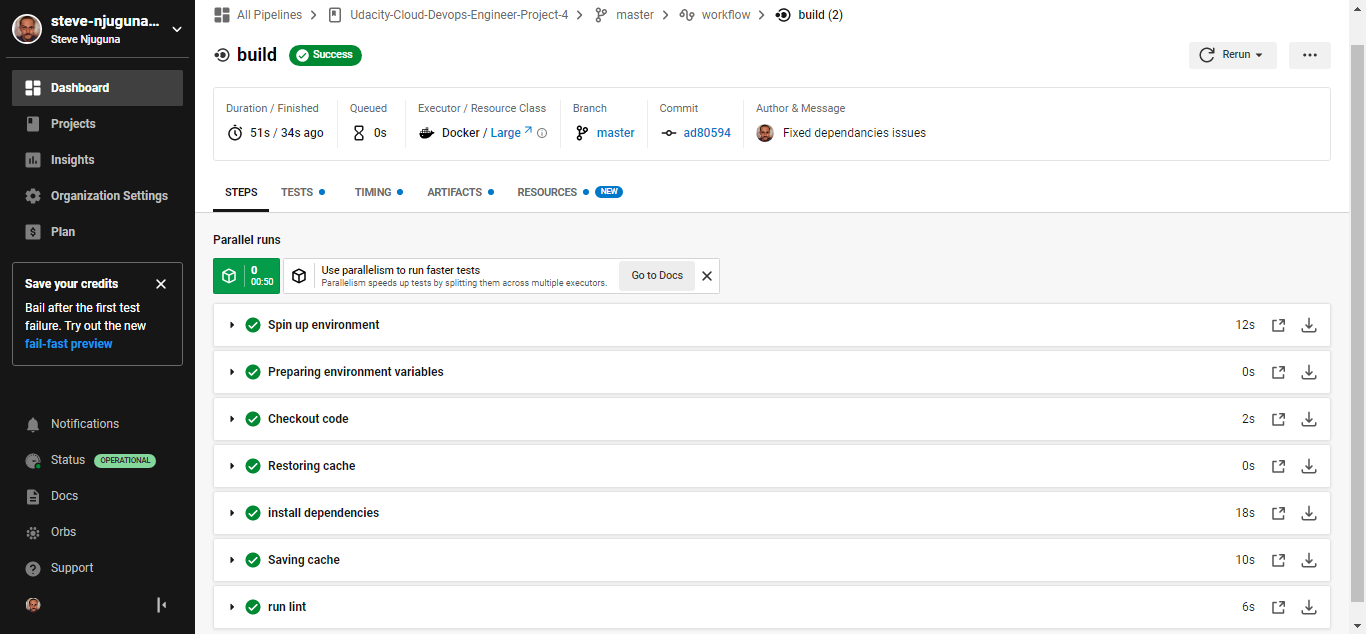 steve-njuguna...
Steve Njuguna
Dashboard
Projects
Insights
Organization Settings
Plan
Save your credits
Bail after the first test
failure. Try out the new
fail-fast preview
Notifications
Status OPERATIONAL
Docs
Orbs
Support
All Pipelines Udacity-Cloud-Devops-Engineer-Project-4 master workflow build (2)
build Success
Rerun
Duration / Finished Queued Executor / Resource Class Branch Commit Author & Message
51s / 34s ago 0s Docker / Large master ad80594 Fixed dependancies issues
STEPS TESTS TIMING ARTIFACTS RESOURCES NEW
Parallel runs
0
00:50
Use parallelism to run faster tests
Parallelism speeds up tests by splitting them across multiple executors.
Go to Docs
Spin up environment 12s
Preparing environment variables 0s
Checkout code 2s
Restoring cache 0s
install dependencies 18s
Saving cache 10s
run lint 6s